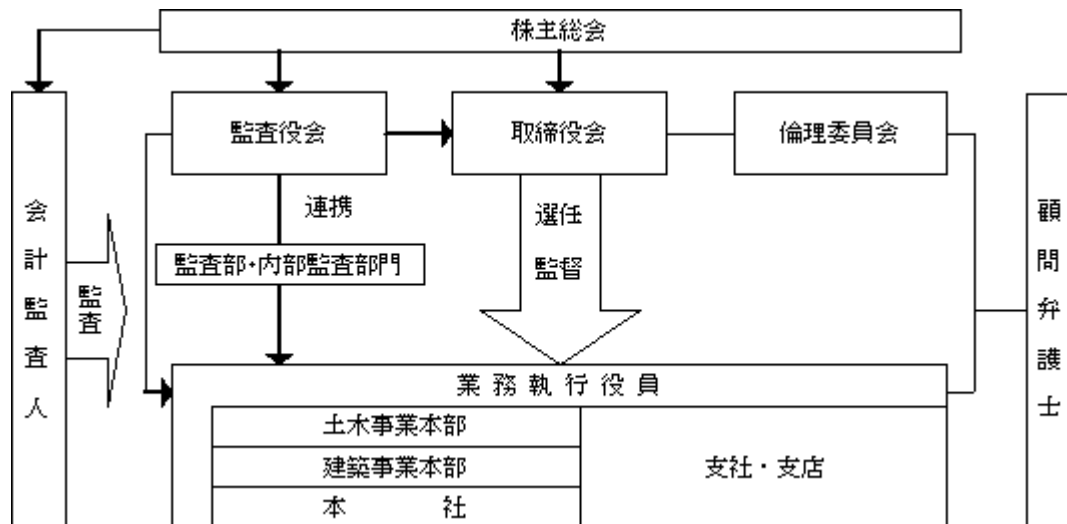 株主総会
監査役会
取締役会
倫理委員会
会計監査人
監査
連携
監査部・内部監査部門
選任
監督
顧問弁護士
業務執行役員
土木事業本部
建築事業本部
本社
支社・支店